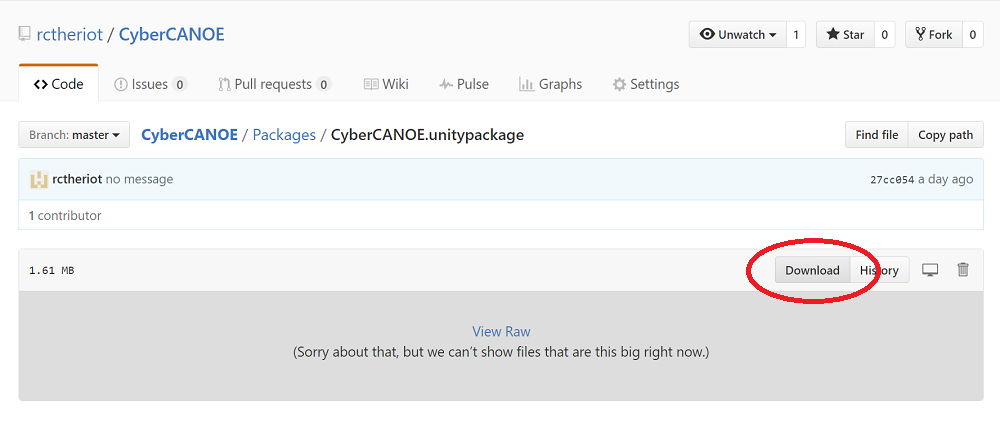 rctheriot / CyberCANOE
Unwatch 1 Star 0 Fork 0
Code Issues 0 Pull requests 0 Wiki Pulse Graphs Settings
Branch: master CyberCANOE / Packages / CyberCANOE.unitypackage Find file Copy path
rctheriot no message 27cc054 a day ago
1 contributor
1.61 MB Download History
View Raw
(Sorry about that, but we can't show files that are this big right now.)